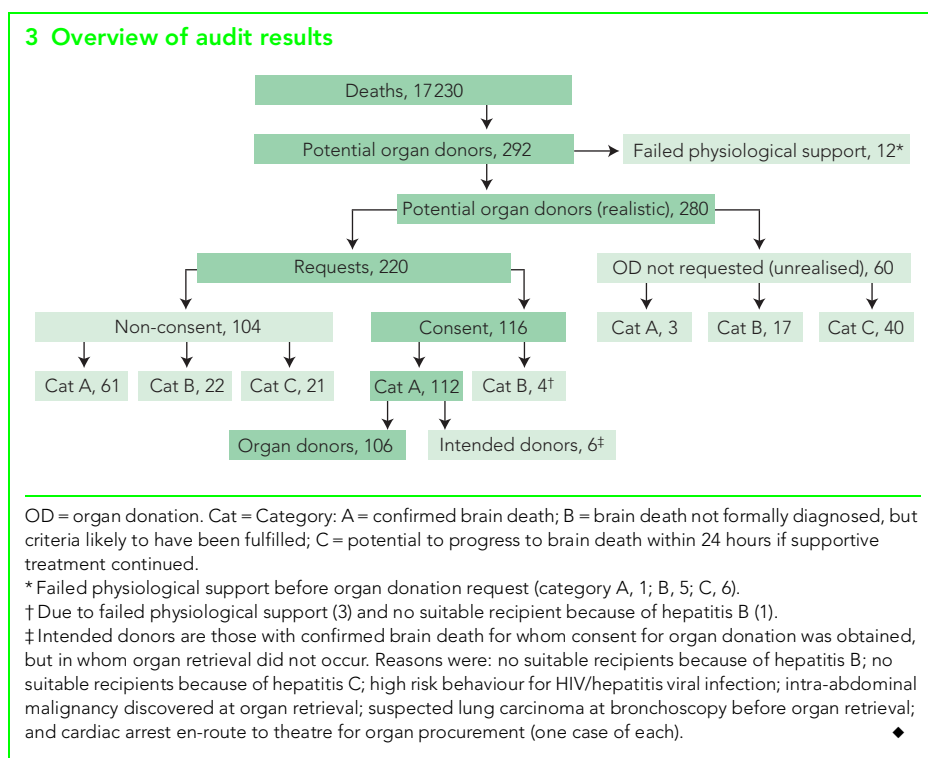 3 Overview of audit results
Deaths, 17 230
Potential organ donors, 292
Failed physiological support, 12*
Potential organ donors (realistic), 280
Requests, 220
OD not requested (unrealised), 60
Non-consent, 104
Consent, 116
Cat A, 3
Cat B, 17
Cat C, 40
Cat A, 61
Cat B, 22
Cat C, 21
Cat A, 112
Cat B, 4†
Organ donors, 106
Intended donors, 6‡
OD = organ donation. Cat = Category: A = confirmed brain death; B = brain death not formally diagnosed, but
criteria likely to have been fulfilled; C = potential to progress to brain death within 24 hours if supportive
treatment continued.
* Failed physiological support before organ donation request (category A, 1; B, 5; C, 6).
† Due to failed physiological support (3) and no suitable recipient because of hepatitis B (1).
‡ Intended donors are those with confirmed brain death for whom consent for organ donation was obtained,
but in whom organ retrieval did not occur. Reasons were: no suitable recipients because of hepatitis B; no
suitable recipients because of hepatitis C; high risk behaviour for HIV/hepatitis viral infection; intra-abdominal
malignancy discovered at organ retrieval; suspected lung carcinoma at bronchoscopy before organ retrieval;
and cardiac arrest en-route to theatre for organ procurement (one case of each). ◆